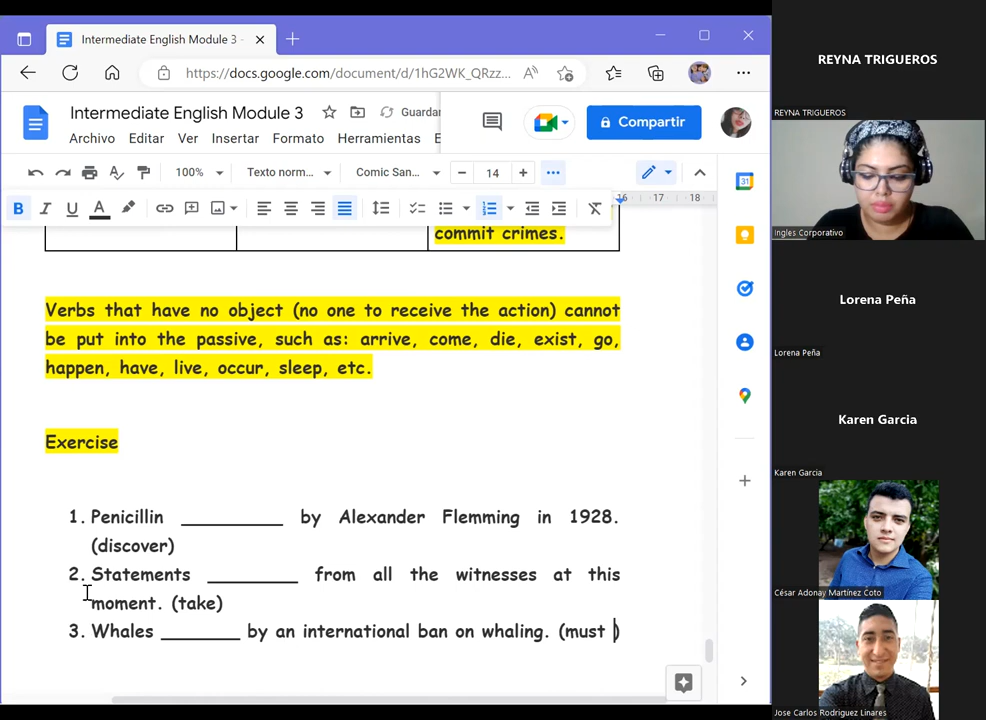 Intermediate English Module 3 -
https://docs.google.com/document/d/1hG2WK_QRzz...
Intermediate English Module 3
Guardar
Archivo Editar Ver Insertar Formato Herramientas E
Compartir
100% Texto norm... Comic San... 14
16 17 18
commit crimes.
Verbs that have no object (no one to receive the action) cannot
be put into the passive, such as: arrive, come, die, exist, go,
happen, have, live, occur, sleep, etc.
Exercise
1. Penicillin __________ by Alexander Flemming in 1928.
(discover)
2. Statements _________ from all the witnesses at this
moment. (take)
3. Whales ________ by an international ban on whaling. (must )
31
REYNA TRIGUEROS
REYNA TRIGUEROS
Ingles Corporativo
Lorena Peña
Lorena Peña
Karen Garcia
Karen Garcia
César Adonay Martínez Coto
Jose Carlos Rodriguez Linares